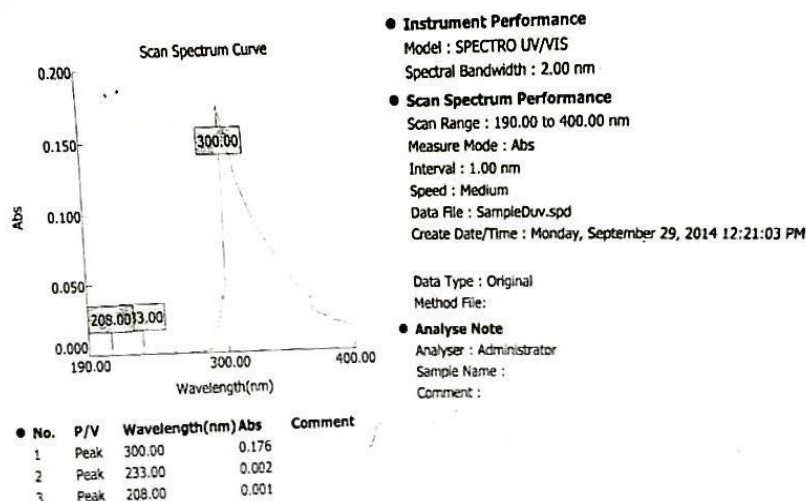 Scan Spectrum Curve
0.200
0.150
0.100
0.050
0.000
Abs
300.00
208.00 33.00
190.00 300.00 400.00
Wavelength(nm)
● Instrument Performance
Model : SPECTRO UV/VIS
Spectral Bandwidth : 2.00 nm
● Scan Spectrum Performance
Scan Range : 190.00 to 400.00 nm
Measure Mode : Abs
Interval : 1.00 nm
Speed : Medium
Data File : SampleDuv.spd
Create Date/Time : Monday, September 29, 2014 12:21:03 PM
Data Type : Original
Method File:
● Analyse Note
Analyser : Administrator
Sample Name :
Comment :
● No. P/V Wavelength(nm) Abs Comment
1 Peak 300.00 0.176
2 Peak 233.00 0.002
3 Peak 208.00 0.001